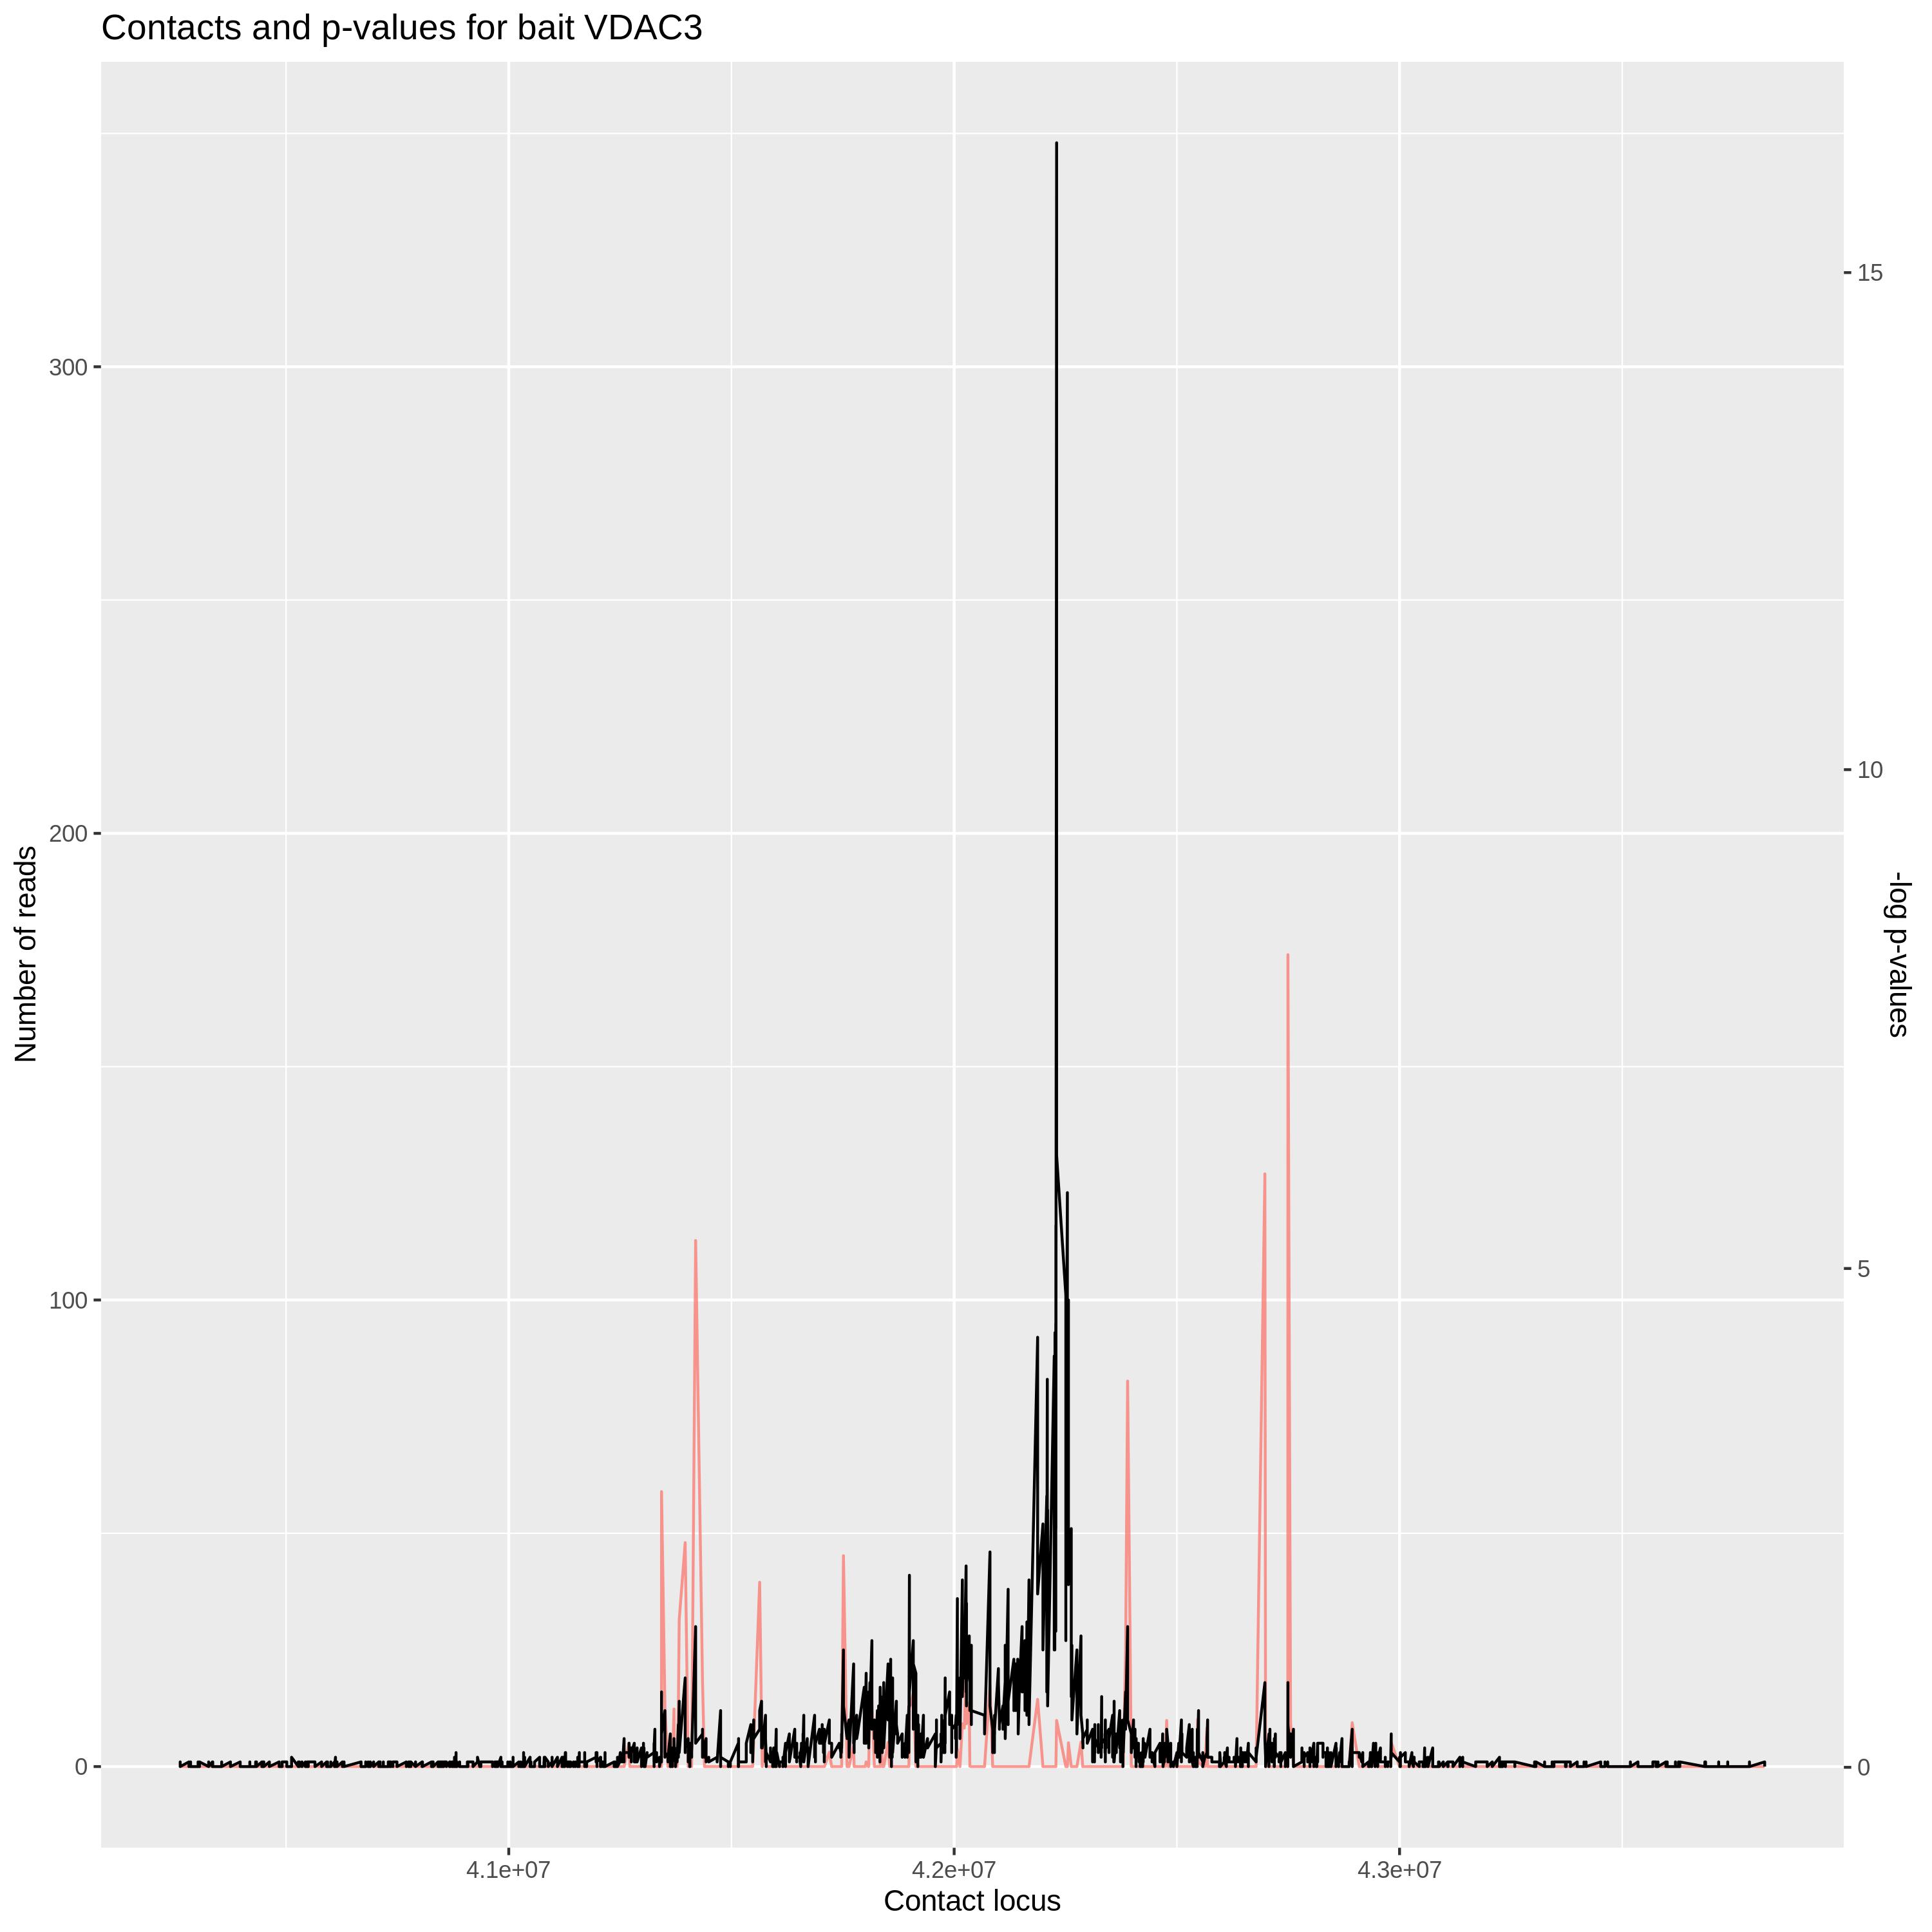 Contacts and p-values for bait VDAC3
Number of reads
300
200
100
0
15
10
5
0
-log p-values
4.1e+07
4.2e+07
4.3e+07
Contact locus